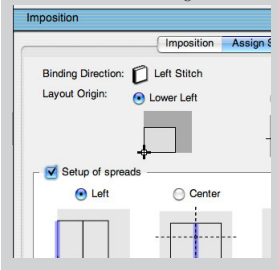 Imposition
Imposition Assign S
Binding Direction: Left Stitch
Layout Origin: Lower Left
Setup of spreads
Left Center